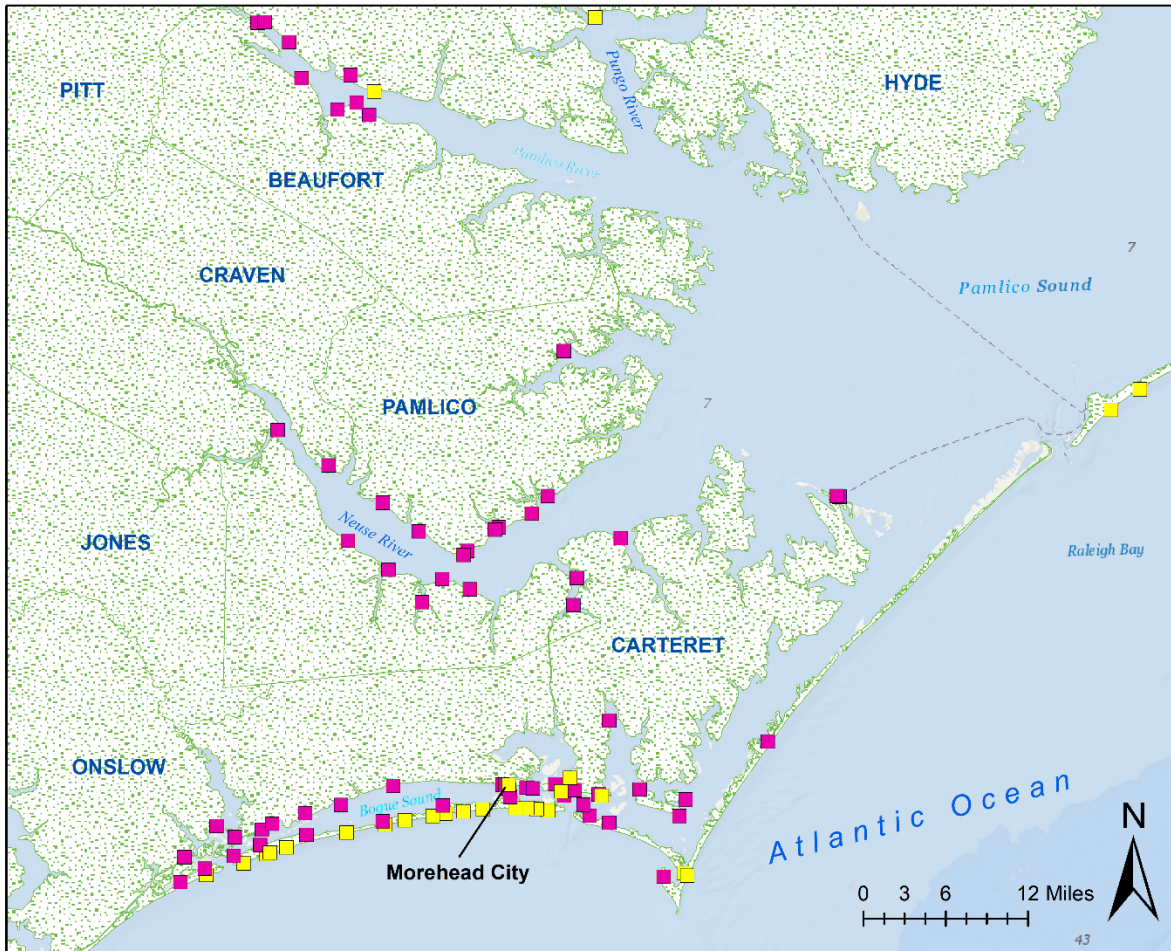 Pungo River
PITT
HYDE
Pamlico River
BEAUFORT
CRAVEN
7
Pamlico Sound
PAMLICO
7
Neuse River
JONES
Raleigh Bay
CARTERET
ONSLOW
Bogue Sound
Atlantic Ocean
N
Morehead City
0 3 6 12 Miles
43